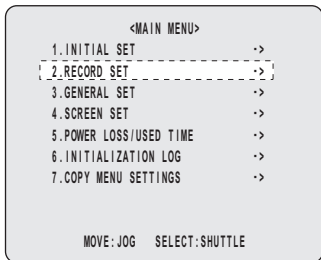 <MAIN MENU>
1.INITIAL SET ->
2.RECORD SET ->
3.GENERAL SET ->
4.SCREEN SET ->
5.POWER LOSS/USED TIME ->
6.INITIALIZATION LOG ->
7.COPY MENU SETTINGS ->
MOVE:JOG SELECT:SHUTTLE